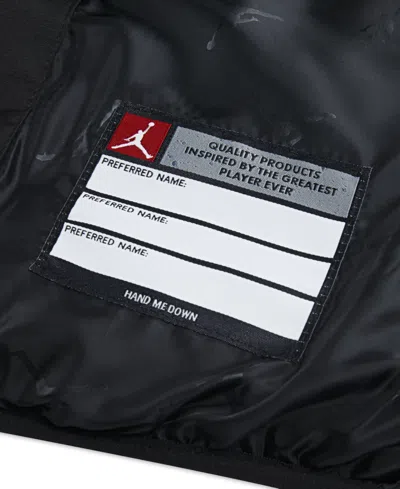 QUALITY PRODUCTS
INSPIRED BY THE GREATEST
PLAYER EVER
PREFERRED NAME:
PREFERRED NAME:
PREFERRED NAME:
HAND ME DOWN